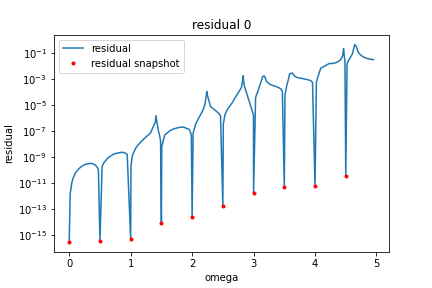 residual 0
residual
residual snapshot
10⁻¹
10⁻³
10⁻⁵
10⁻⁷
10⁻⁹
10⁻¹¹
10⁻¹³
10⁻¹⁵
residual
0
1
2
3
4
5
omega